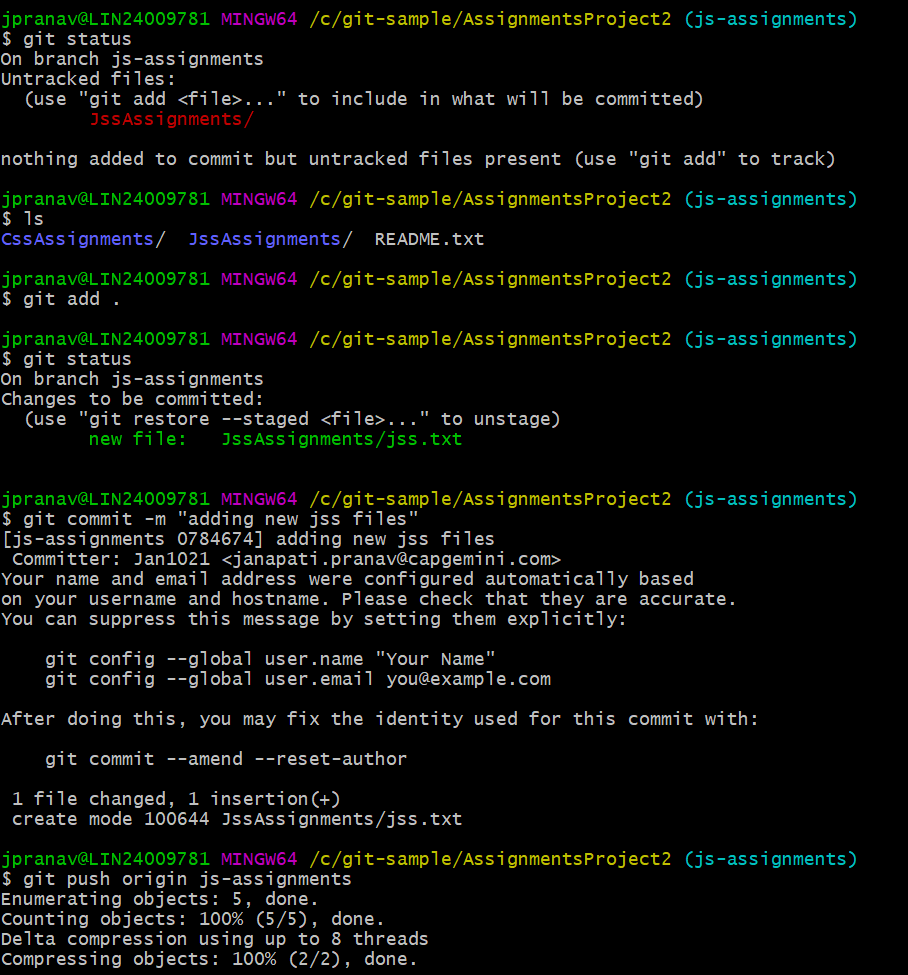 jpranav@LIN24009781 MINGW64 /c/git-sample/AssignmentsProject2 (js-assignments)
$ git status
On branch js-assignments
Untracked files:
  (use "git add <file>..." to include in what will be committed)
        JssAssignments/

nothing added to commit but untracked files present (use "git add" to track)

jpranav@LIN24009781 MINGW64 /c/git-sample/AssignmentsProject2 (js-assignments)
$ ls
CssAssignments/  JssAssignments/  README.txt

jpranav@LIN24009781 MINGW64 /c/git-sample/AssignmentsProject2 (js-assignments)
$ git add .

jpranav@LIN24009781 MINGW64 /c/git-sample/AssignmentsProject2 (js-assignments)
$ git status
On branch js-assignments
Changes to be committed:
  (use "git restore --staged <file>..." to unstage)
        new file:   JssAssignments/jss.txt


jpranav@LIN24009781 MINGW64 /c/git-sample/AssignmentsProject2 (js-assignments)
$ git commit -m "adding new jss files"
[js-assignments 0784674] adding new jss files
 Committer: Jan1021 <janapati.pranav@capgemini.com>
Your name and email address were configured automatically based
on your username and hostname. Please check that they are accurate.
You can suppress this message by setting them explicitly:

    git config --global user.name "Your Name"
    git config --global user.email you@example.com

After doing this, you may fix the identity used for this commit with:

    git commit --amend --reset-author

 1 file changed, 1 insertion(+)
 create mode 100644 JssAssignments/jss.txt

jpranav@LIN24009781 MINGW64 /c/git-sample/AssignmentsProject2 (js-assignments)
$ git push origin js-assignments
Enumerating objects: 5, done.
Counting objects: 100% (5/5), done.
Delta compression using up to 8 threads
Compressing objects: 100% (2/2), done.